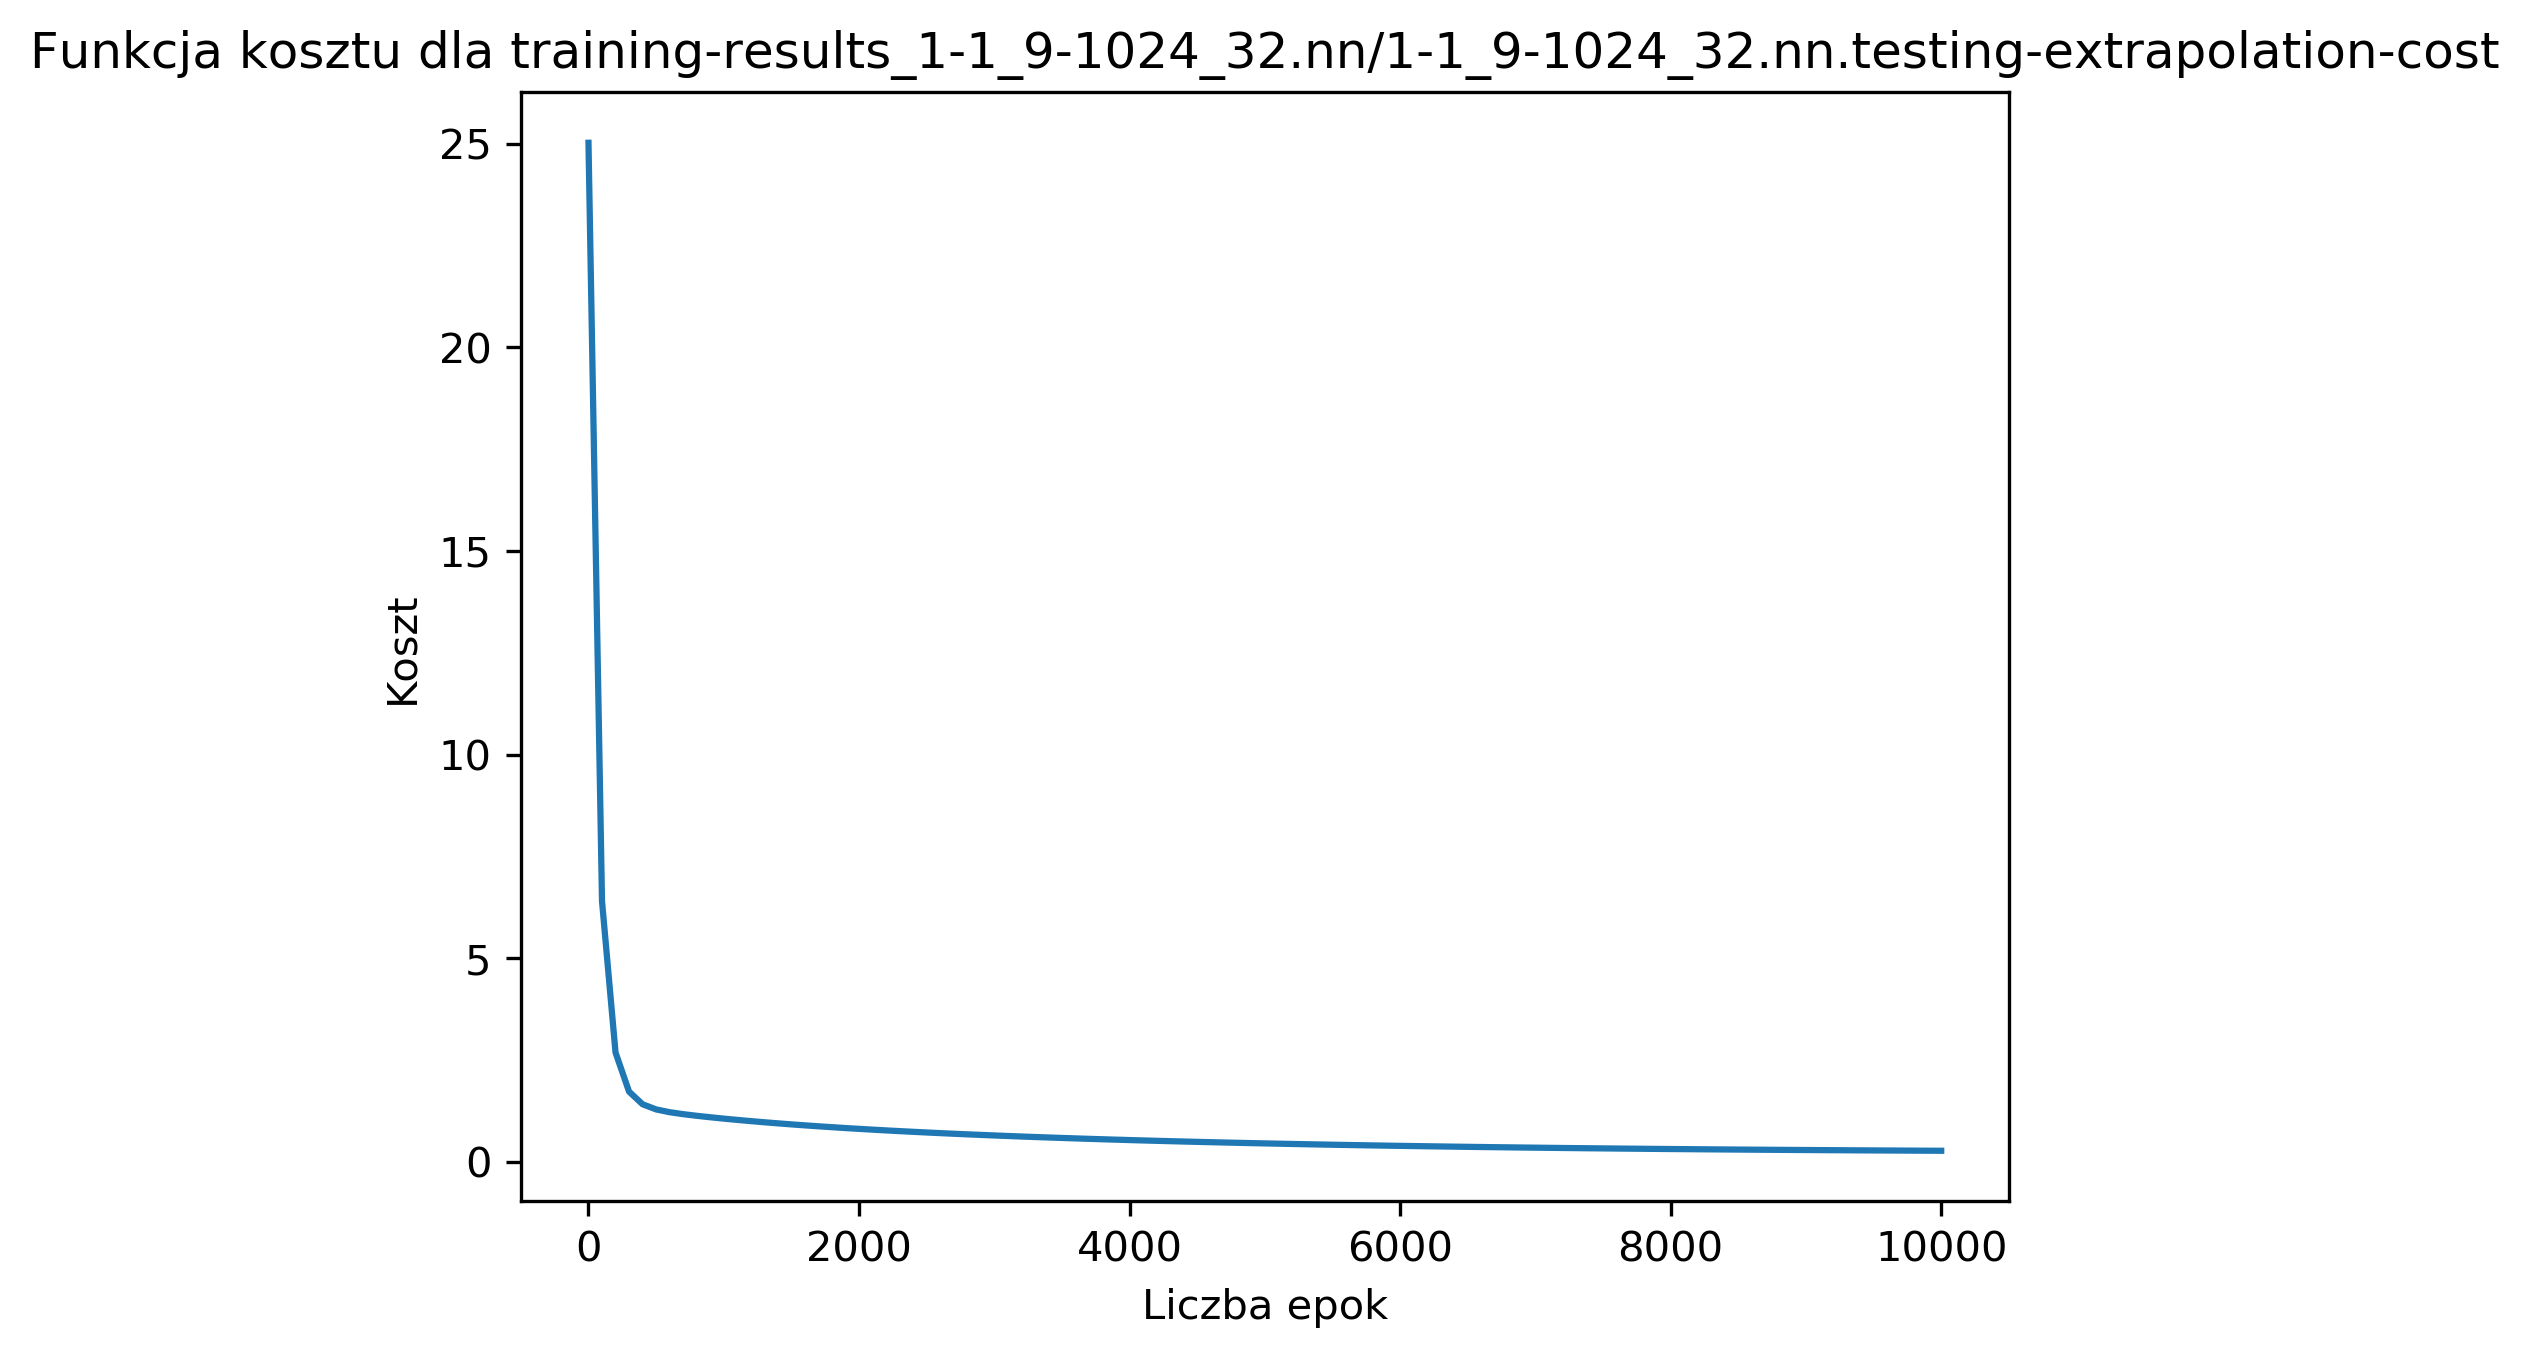 Funkcja kosztu dla training-results_1-1_9-1024_32.nn/1-1_9-1024_32.nn.testing-extrapolation-cost
25
20
15
10
5
0
Koszt
0 2000 4000 6000 8000 10000
Liczba epok